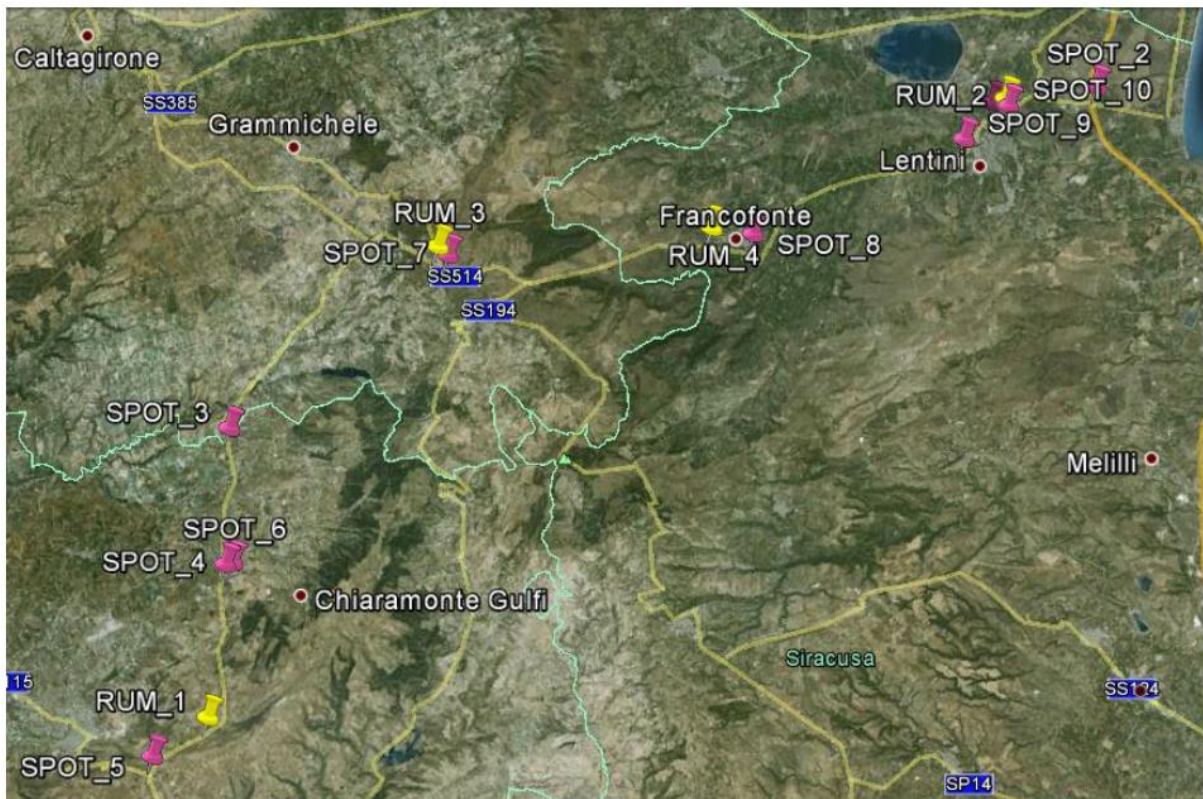 Caltagirone
SS385
Grammichele
SPOT_2
RUM_2
SPOT_10
SPOT_9
Lentini
RUM_3
SPOT_7
SS514
Francofonte
RUM_4
SPOT_8
SS194
SPOT_3
Melilli
SPOT_6
SPOT_4
Chiaramonte Gulfi
Siracusa
115
SS124
RUM_1
SPOT_5
SP14